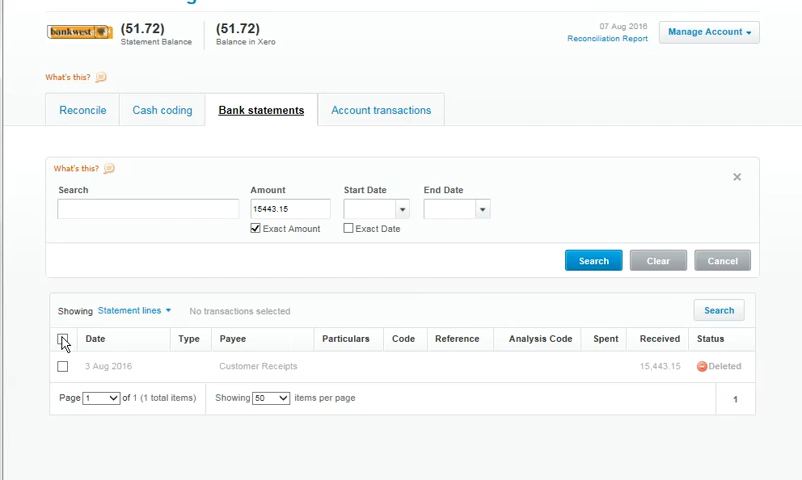 bankwest
(51.72)
Statement Balance
(51.72)
Balance in Xero
07 Aug 2016
Reconciliation Report
Manage Account
What's this?
Reconcile
Cash coding
Bank statements
Account transactions
What's this?
Search
Amount
Start Date
End Date
15443.15
Exact Amount
Exact Date
Search
Clear
Cancel
Showing Statement lines
No transactions selected
Search
Date
Type
Payee
Particulars
Code
Reference
Analysis Code
Spent
Received
Status
3 Aug 2016
Customer Receipts
15,443.15
Deleted
Page 1 of 1 (1 total items)
Showing 50 items per page
1